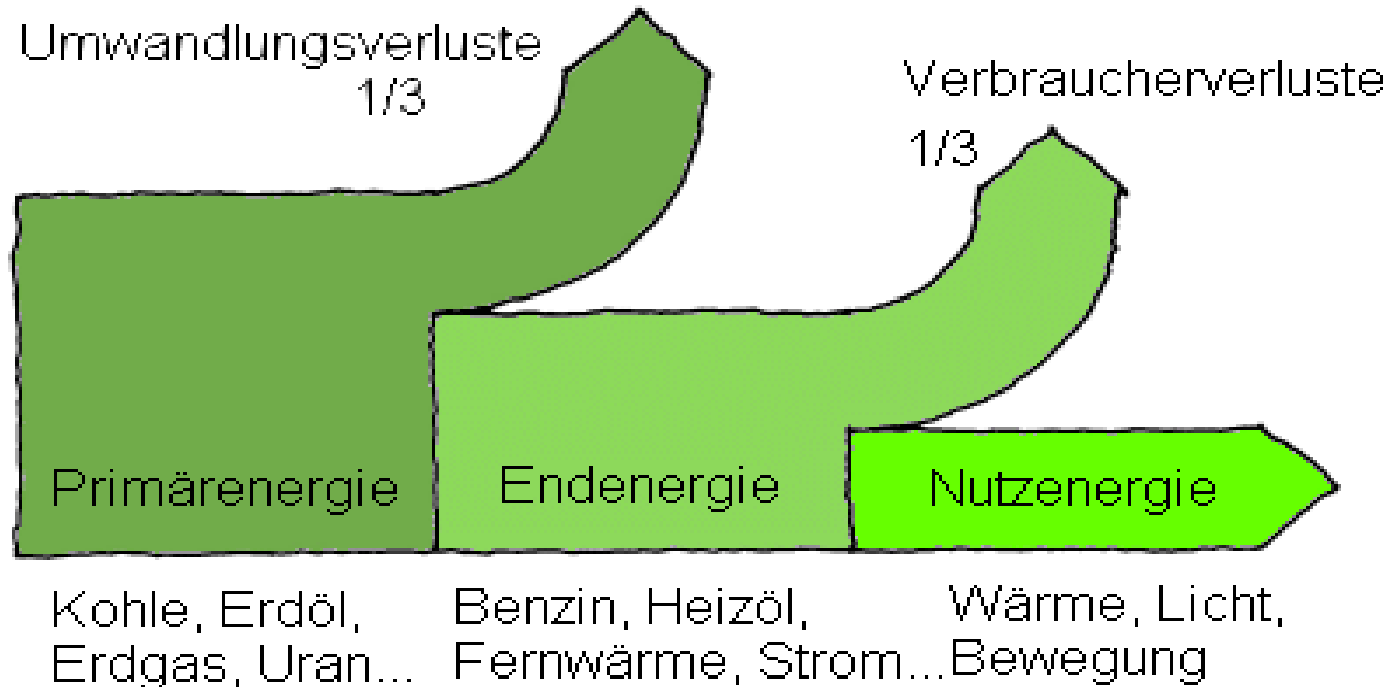 Umwandlungsverluste
1/3
Verbraucherverluste
1/3
Primärenergie
Endenergie
Nutzenergie
Kohle, Erdöl,
Erdgas, Uran...
Benzin, Heizöl,
Fernwärme, Strom...
Wärme, Licht,
Bewegung